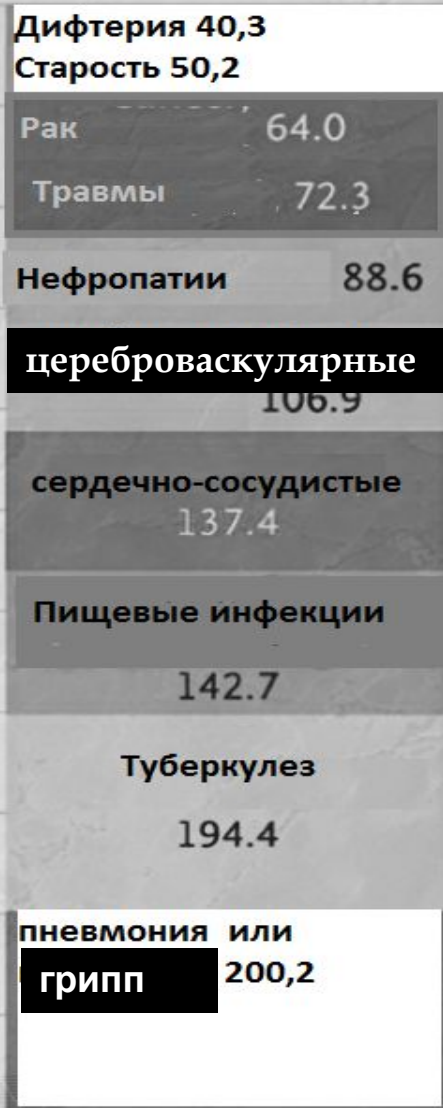 Дифтерия 40,3
Старость 50,2
Рак 64.0
Травмы 72.3
Нефропатии 88.6
цереброваскулярные
106.9
сердечно-сосудистые
137.4
Пищевые инфекции
142.7
Туберкулез
194.4
пневмония или
грипп 200,2